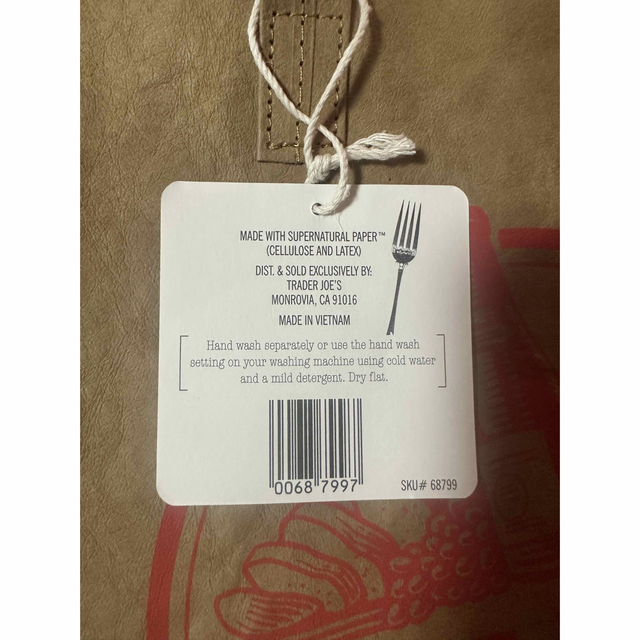 MADE WITH SUPERNATURAL PAPER™
(CELLULOSE AND LATEX)
DIST. & SOLD EXCLUSIVELY BY:
TRADER JOE'S
MONROVIA, CA 91016
MADE IN VIETNAM
Hand wash separately or use the hand wash
setting on your washing machine using cold water
and a mild detergent. Dry flat.
0068 7997
SKU# 68799